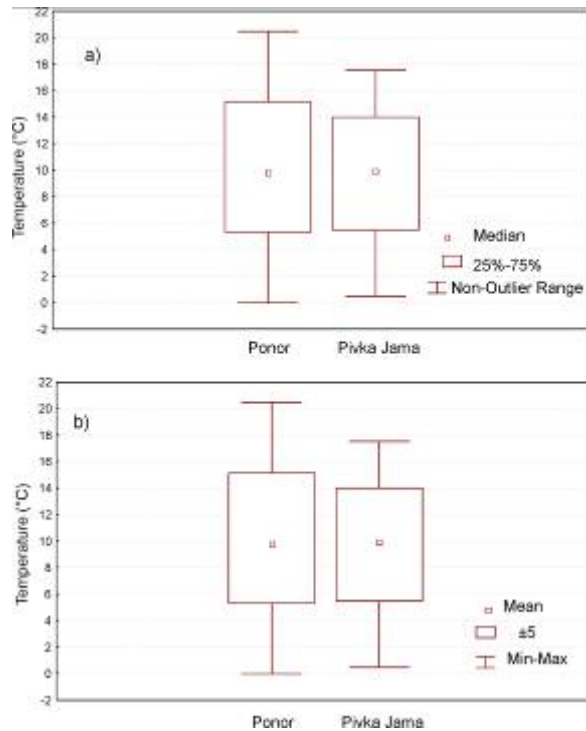 22
20
18
16
14
12
10
8
6
4
2
0
-2
Temperature (°C)
a)
Median
25%-75%
Non-Outlier Range
Ponor Pivka Jama
22
20
18
16
14
12
10
8
6
4
2
0
-2
Temperature (°C)
b)
Mean
±5
Min-Max
Ponor Pivka Jama